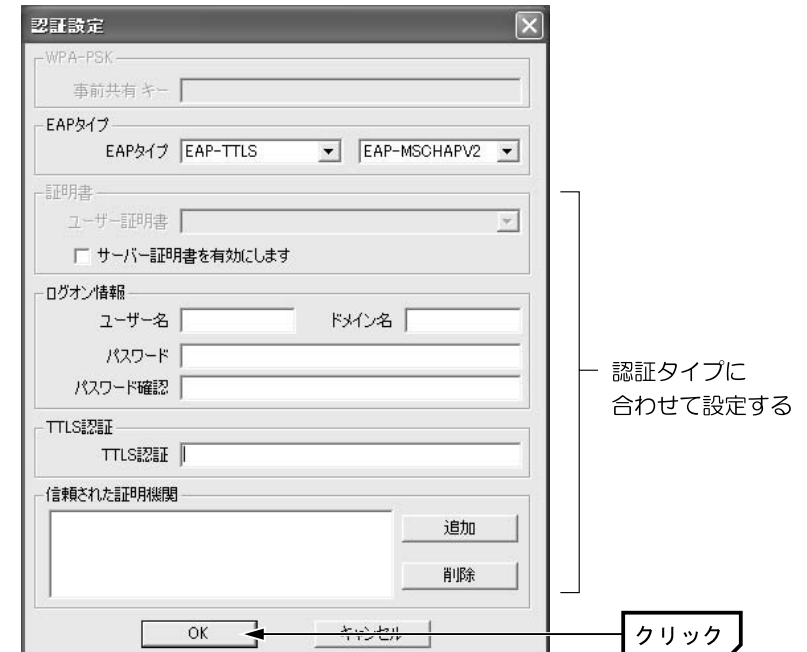 認証設定
WPA-PSK
事前共有 キー
EAPタイプ
EAPタイプ EAP-TTLS EAP-MSCHAPV2
証明書
ユーザー証明書
サーバー証明書を有効にします
ログオン情報
ユーザー名 ドメイン名
パスワード
パスワード確認
認証タイプに
合わせて設定する
TTLS認証
TTLS認証
信頼された証明機関
追加
削除
OK キャンセル クリック